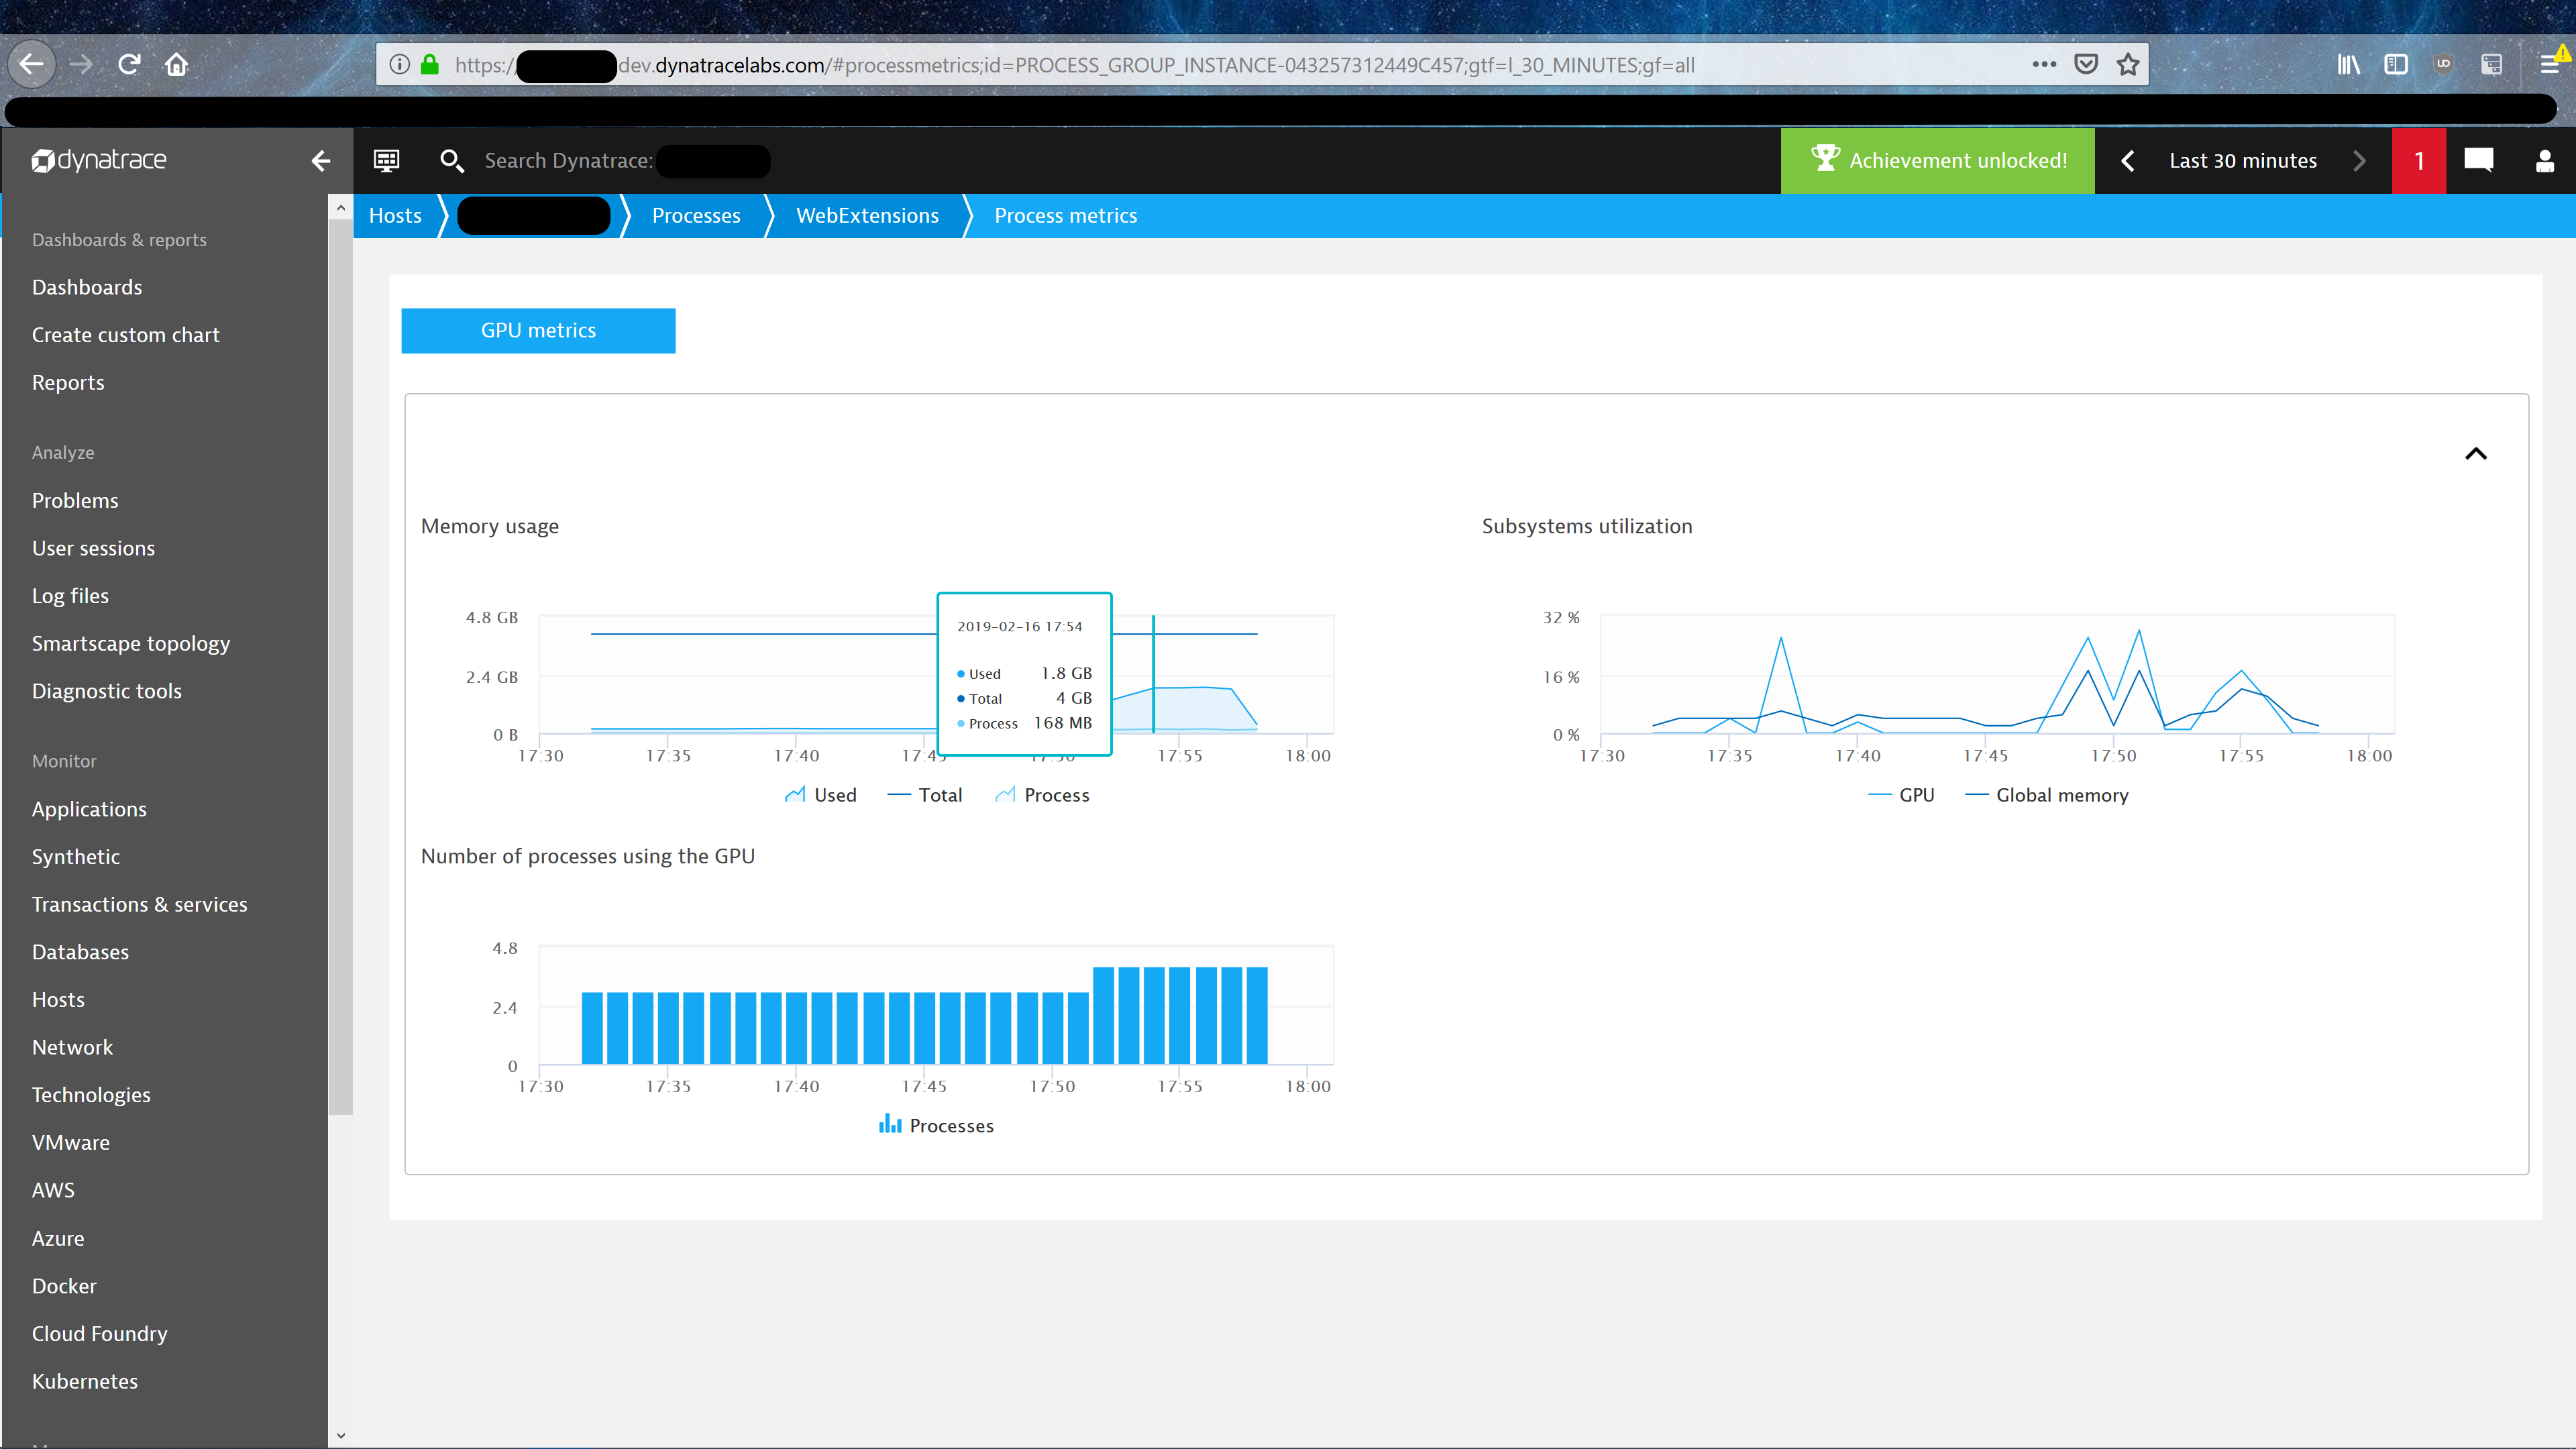 https://
dev.dynatracelabs.com/#processmetrics;id=PROCESS_GROUP_INSTANCE-043257312449C457;gtf=l_30_MINUTES;gf=all
dynatrace
Search Dynatrace:
Achievement unlocked!
Last 30 minutes
1
Hosts
Processes
WebExtensions
Process metrics
Dashboards & reports
Dashboards
Create custom chart
Reports
Analyze
Problems
User sessions
Log files
Smartscape topology
Diagnostic tools
Monitor
Applications
Synthetic
Transactions & services
Databases
Hosts
Network
Technologies
VMware
AWS
Azure
Docker
Cloud Foundry
Kubernetes
GPU metrics
Memory usage
4.8 GB
2.4 GB
0 B
17:30 17:35 17:40 17:45 17:50 17:55 18:00
2019-02-16 17:54
Used 1.8 GB
Total 4 GB
Process 168 MB
Used Total Process
Subsystems utilization
32 %
16 %
0 %
17:30 17:35 17:40 17:45 17:50 17:55 18:00
GPU Global memory
Number of processes using the GPU
4.8
2.4
0
17:30 17:35 17:40 17:45 17:50 17:55 18:00
Processes